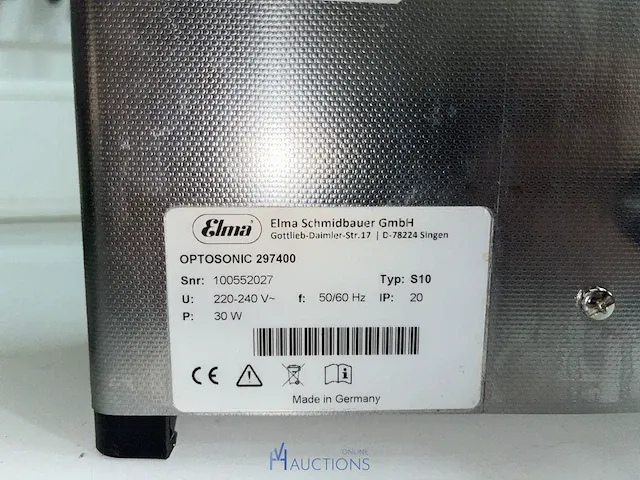 Elma
Elma Schmidbauer GmbH
Gottlieb-Daimler-Str.17 | D-78224 Singen
OPTOSONIC 297400
Snr: 100552027 Typ: S10
U: 220-240 V~ f: 50/60 Hz IP: 20
P: 30 W
CE
Made in Germany
ONLINE
AUCTIONS